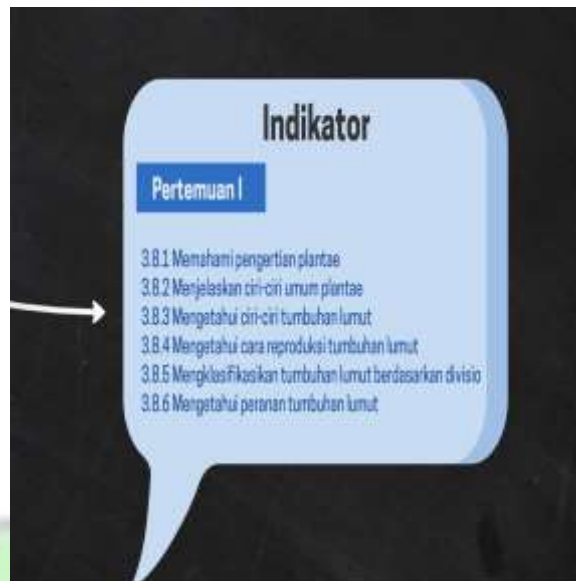 Indikator
Pertemuan I
3.8.1 Memahami pengertian plantae
3.8.2 Menjelaskan ciri-ciri umum plantae
3.8.3 Mengetahui ciri-ciri tumbuhan lumut
3.8.4 Mengetahui cara reproduksi tumbuhan lumut
3.8.5 Mengklasifikasikan tumbuhan lumut berdasarkan divisio
3.8.6 Mengetahui peranan tumbuhan lumut